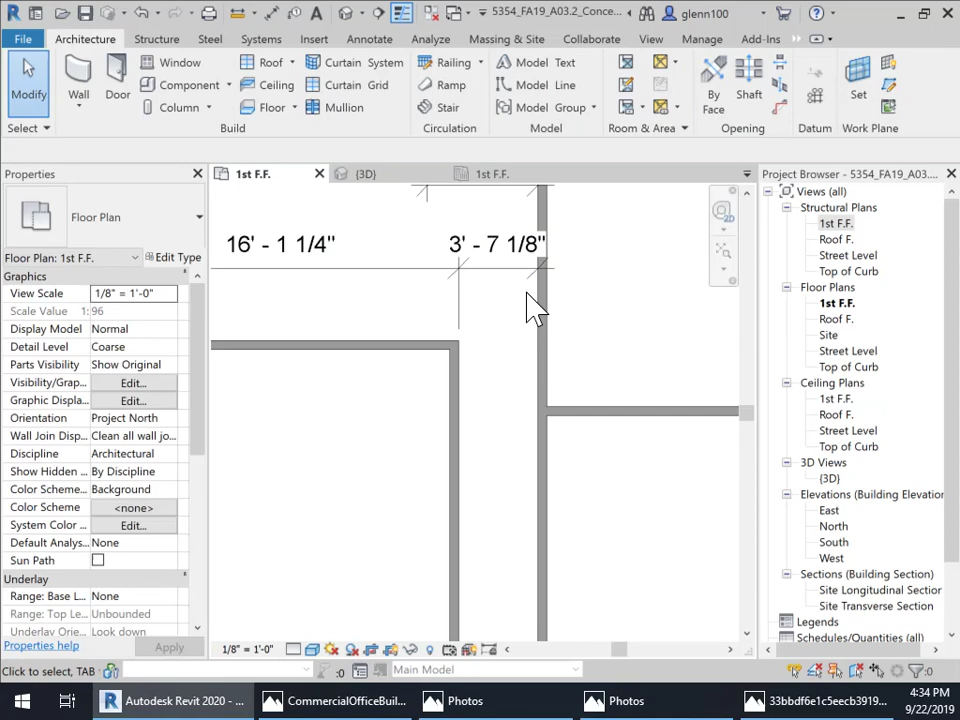 5354_FA19_A03.2_Conce...
glenn100
File
Architecture
Structure
Steel
Systems
Insert
Annotate
Analyze
Massing & Site
Collaborate
View
Manage
Add-Ins
Modify
Wall
Door
Window
Component
Column
Roof
Ceiling
Floor
Curtain System
Curtain Grid
Mullion
Railing
Ramp
Stair
Model Text
Model Line
Model Group
By
Face
Shaft
Set
Select
Build
Circulation
Model
Room & Area
Opening
Datum
Work Plane
Properties
1st F.F.
{3D}
1st F.F.
Project Browser - 5354_FA19_A03....
Floor Plan
Floor Plan: 1st F.F.
Edit Type
Graphics
View Scale
1/8" = 1'-0"
Scale Value 1:
96
Display Model
Normal
Detail Level
Coarse
Parts Visibility
Show Original
Visibility/Grap...
Edit...
Graphic Displa...
Edit...
Orientation
Project North
Wall Join Disp...
Clean all wall jo...
Discipline
Architectural
Show Hidden ...
By Discipline
Color Scheme...
Background
Color Scheme
<none>
System Color ...
Edit...
Default Analys...
None
Sun Path
Underlay
Range: Base L...
None
Range: Top Le...
Unbounded
Underlay Orie...
Look down
Properties help
Apply
16' - 1 1/4"
3' - 7 1/8"
2D
1/8" = 1'-0"
Views (all)
Structural Plans
1st F.F.
Roof F.
Street Level
Top of Curb
Floor Plans
1st F.F.
Roof F.
Site
Street Level
Top of Curb
Ceiling Plans
1st F.F.
Roof F.
Street Level
Top of Curb
3D Views
{3D}
Elevations (Building Elevation
East
North
South
West
Sections (Building Section)
Site Longitudinal Section
Site Transverse Section
Legends
Schedules/Quantities (all)
Click to select, TAB
:0
Main Model
:0
Autodesk Revit 2020 - ...
CommercialOfficeBuil...
Photos
Photos
33bbdf6e1c5eecb3919...
4:34 PM
9/22/2019